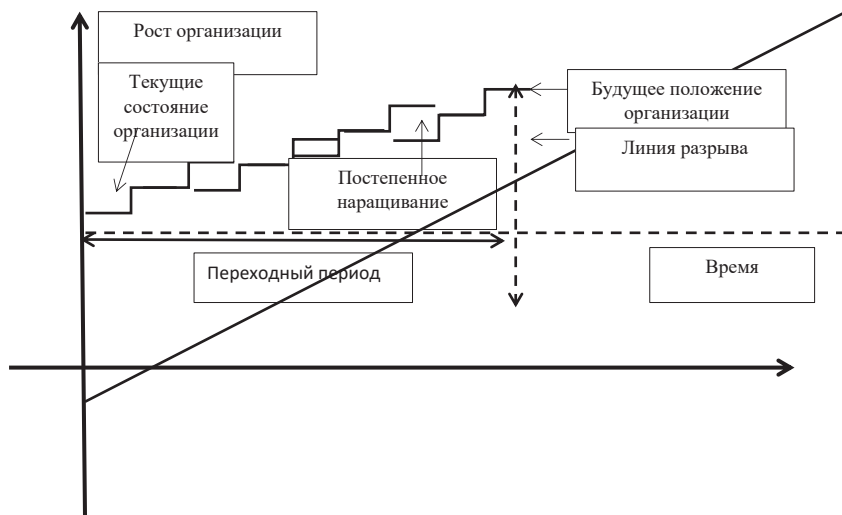 Рост организации
Текущие
состояние
организации
Будущее положение
организации
Линия разрыва
Постепенное
наращивание
Переходный период
Время